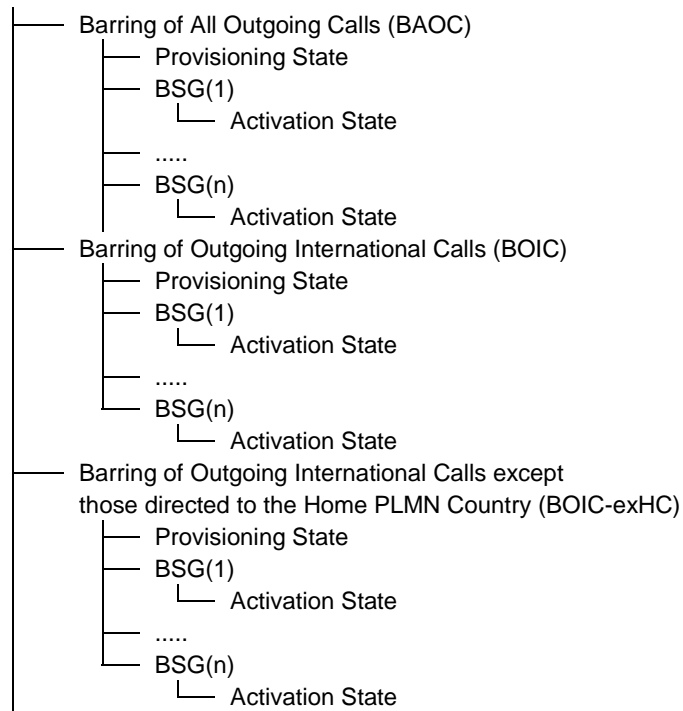 Barring of All Outgoing Calls (BAOC)
Provisioning State
BSG(1)
Activation State
.....
BSG(n)
Activation State
Barring of Outgoing International Calls (BOIC)
Provisioning State
BSG(1)
Activation State
.....
BSG(n)
Activation State
Barring of Outgoing International Calls except
those directed to the Home PLMN Country (BOIC-exHC)
Provisioning State
BSG(1)
Activation State
.....
BSG(n)
Activation State